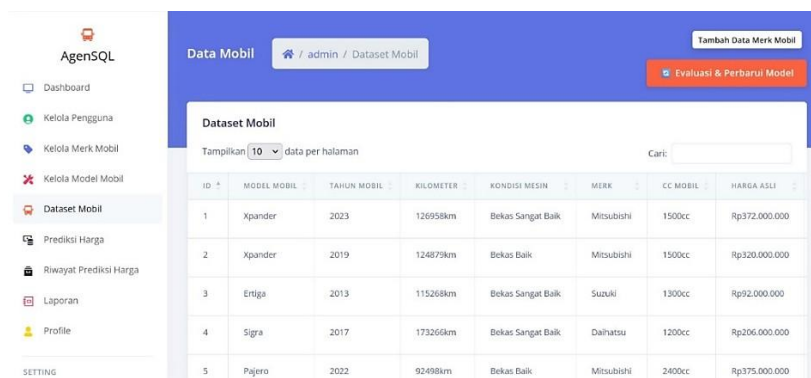 AgenSQL
Dashboard
Kelola Pengguna
Kelola Merk Mobil
Kelola Model Mobil
Dataset Mobil
Prediksi Harga
Riwayat Prediksi Harga
Laporan
Profile
SETTING
Data Mobil
/ admin / Dataset Mobil
Tambah Data Merk Mobil
Evaluasi & Perbarui Model
Dataset Mobil
Tampilkan 10 data per halaman
Cari:
ID MODEL MOBIL TAHUN MOBIL KILOMETER KONDISI MESIN MERK CC MOBIL HARGA ASLI
1 Xpander 2023 126958km Bekas Sangat Baik Mitsubishi 1500cc Rp372.000.000
2 Xpander 2019 124879km Bekas Baik Mitsubishi 1500cc Rp320.000.000
3 Ertiga 2013 115268km Bekas Sangat Baik Suzuki 1300cc Rp92.000.000
4 Sigra 2017 173266km Bekas Sangat Baik Daihatsu 1200cc Rp206.000.000
5 Pajero 2022 92498km Bekas Baik Mitsubishi 2400cc Rp375.000.000